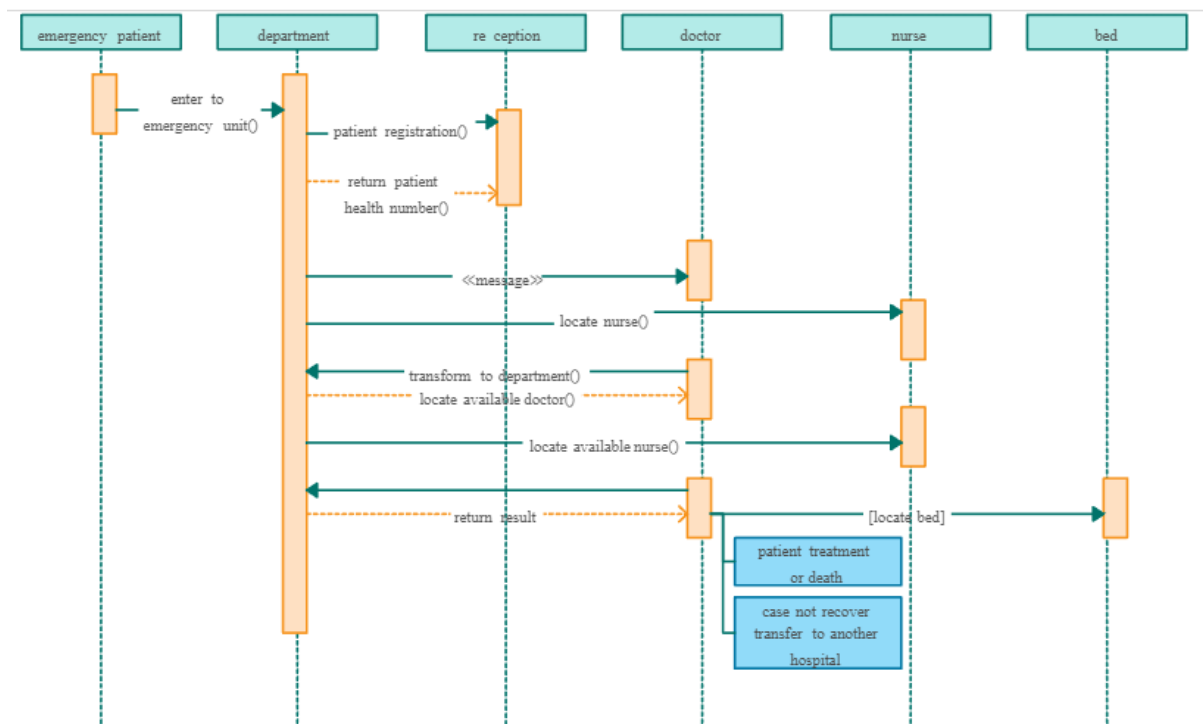 emergency patient
department
re ception
doctor
nurse
bed
enter to
emergency unit()
patient registration()
return patient
health number()
≪message≫
locate nurse()
transform to department()
locate available doctor()
locate available nurse()
return result
[locate bed]
patient treatment
or death
case not recover
transfer to another
hospital